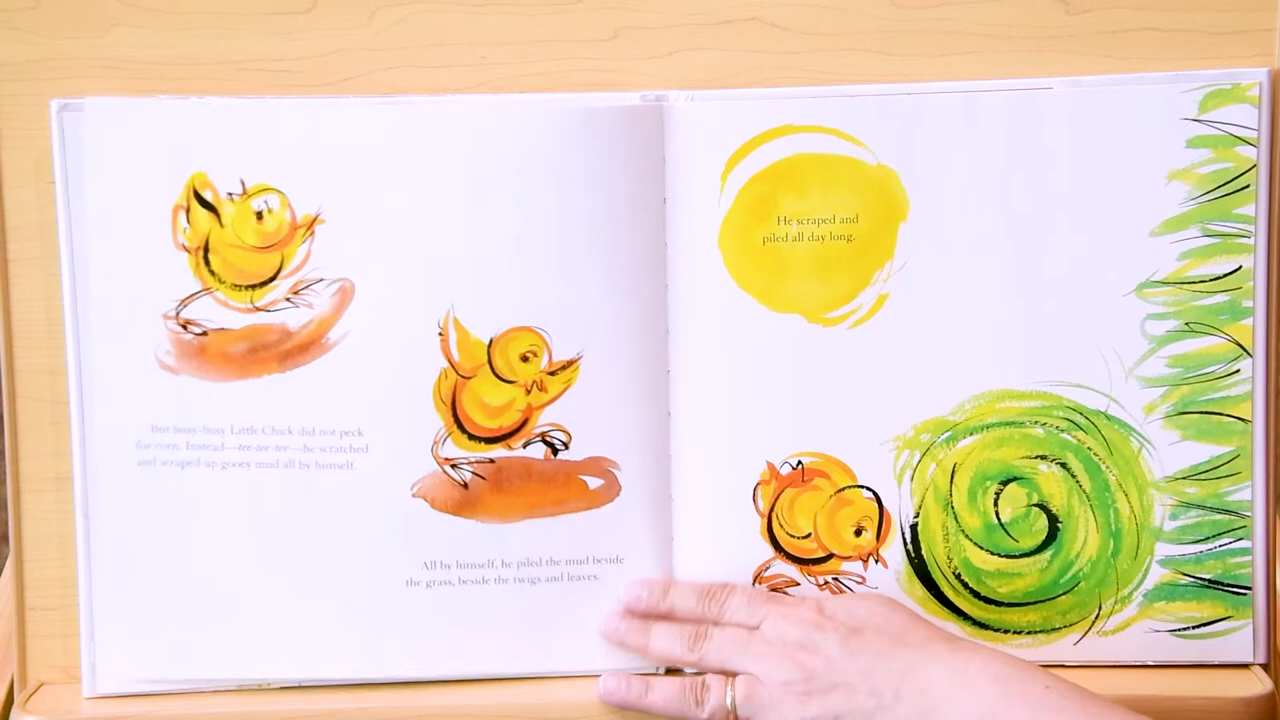 But busy-busy Little Chick did not peck
for corn. Instead—tee-tee-tee—he scratched
and scraped up gooey mud all by himself.
All by himself, he piled the mud beside
the grass, beside the twigs and leaves.
He scraped and
piled all day long.